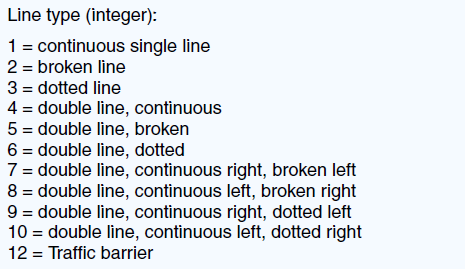 Line type (integer):
1 = continuous single line
2 = broken line
3 = dotted line
4 = double line, continuous
5 = double line, broken
6 = double line, dotted
7 = double line, continuous right, broken left
8 = double line, continuous left, broken right
9 = double line, continuous right, dotted left
10 = double line, continuous left, dotted right
12 = Traffic barrier